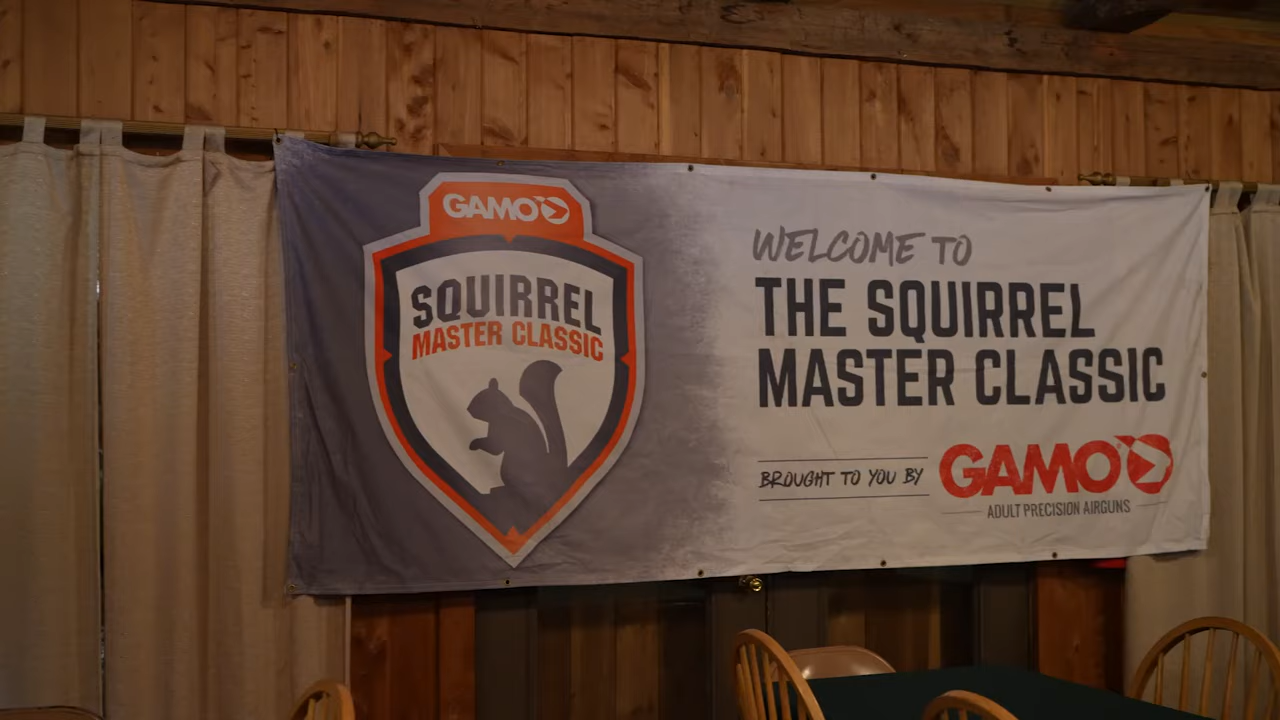 GAMO
SQUIRREL
MASTER CLASSIC
WELCOME TO
THE SQUIRREL
MASTER CLASSIC
BROUGHT TO YOU BY
GAMO
ADULT PRECISION AIRGUNS